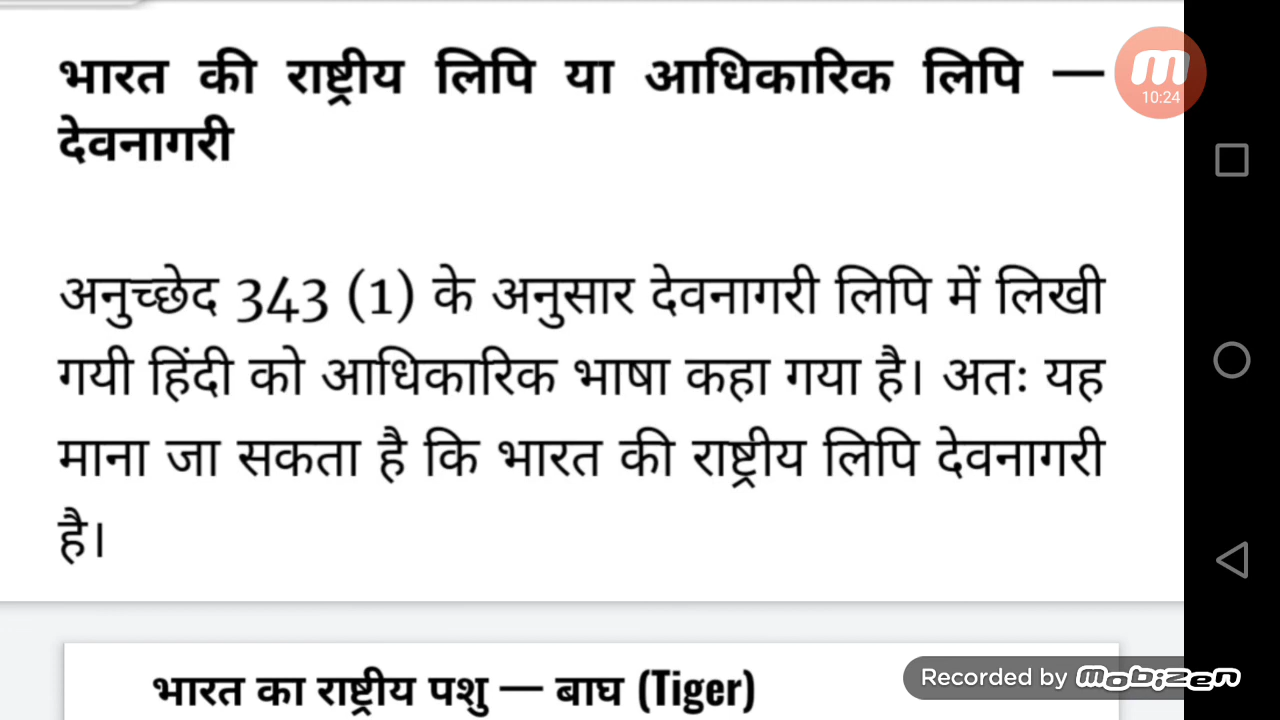 भारत की राष्ट्रीय लिपि या आधिकारिक लिपि —
देवनागरी
10:24
अनुच्छेद 343 (1) के अनुसार देवनागरी लिपि में लिखी
गयी हिंदी को आधिकारिक भाषा कहा गया है। अतः यह
माना जा सकता है कि भारत की राष्ट्रीय लिपि देवनागरी
है।
भारत का राष्ट्रीय पशु — बाघ (Tiger)
Recorded by mobizen